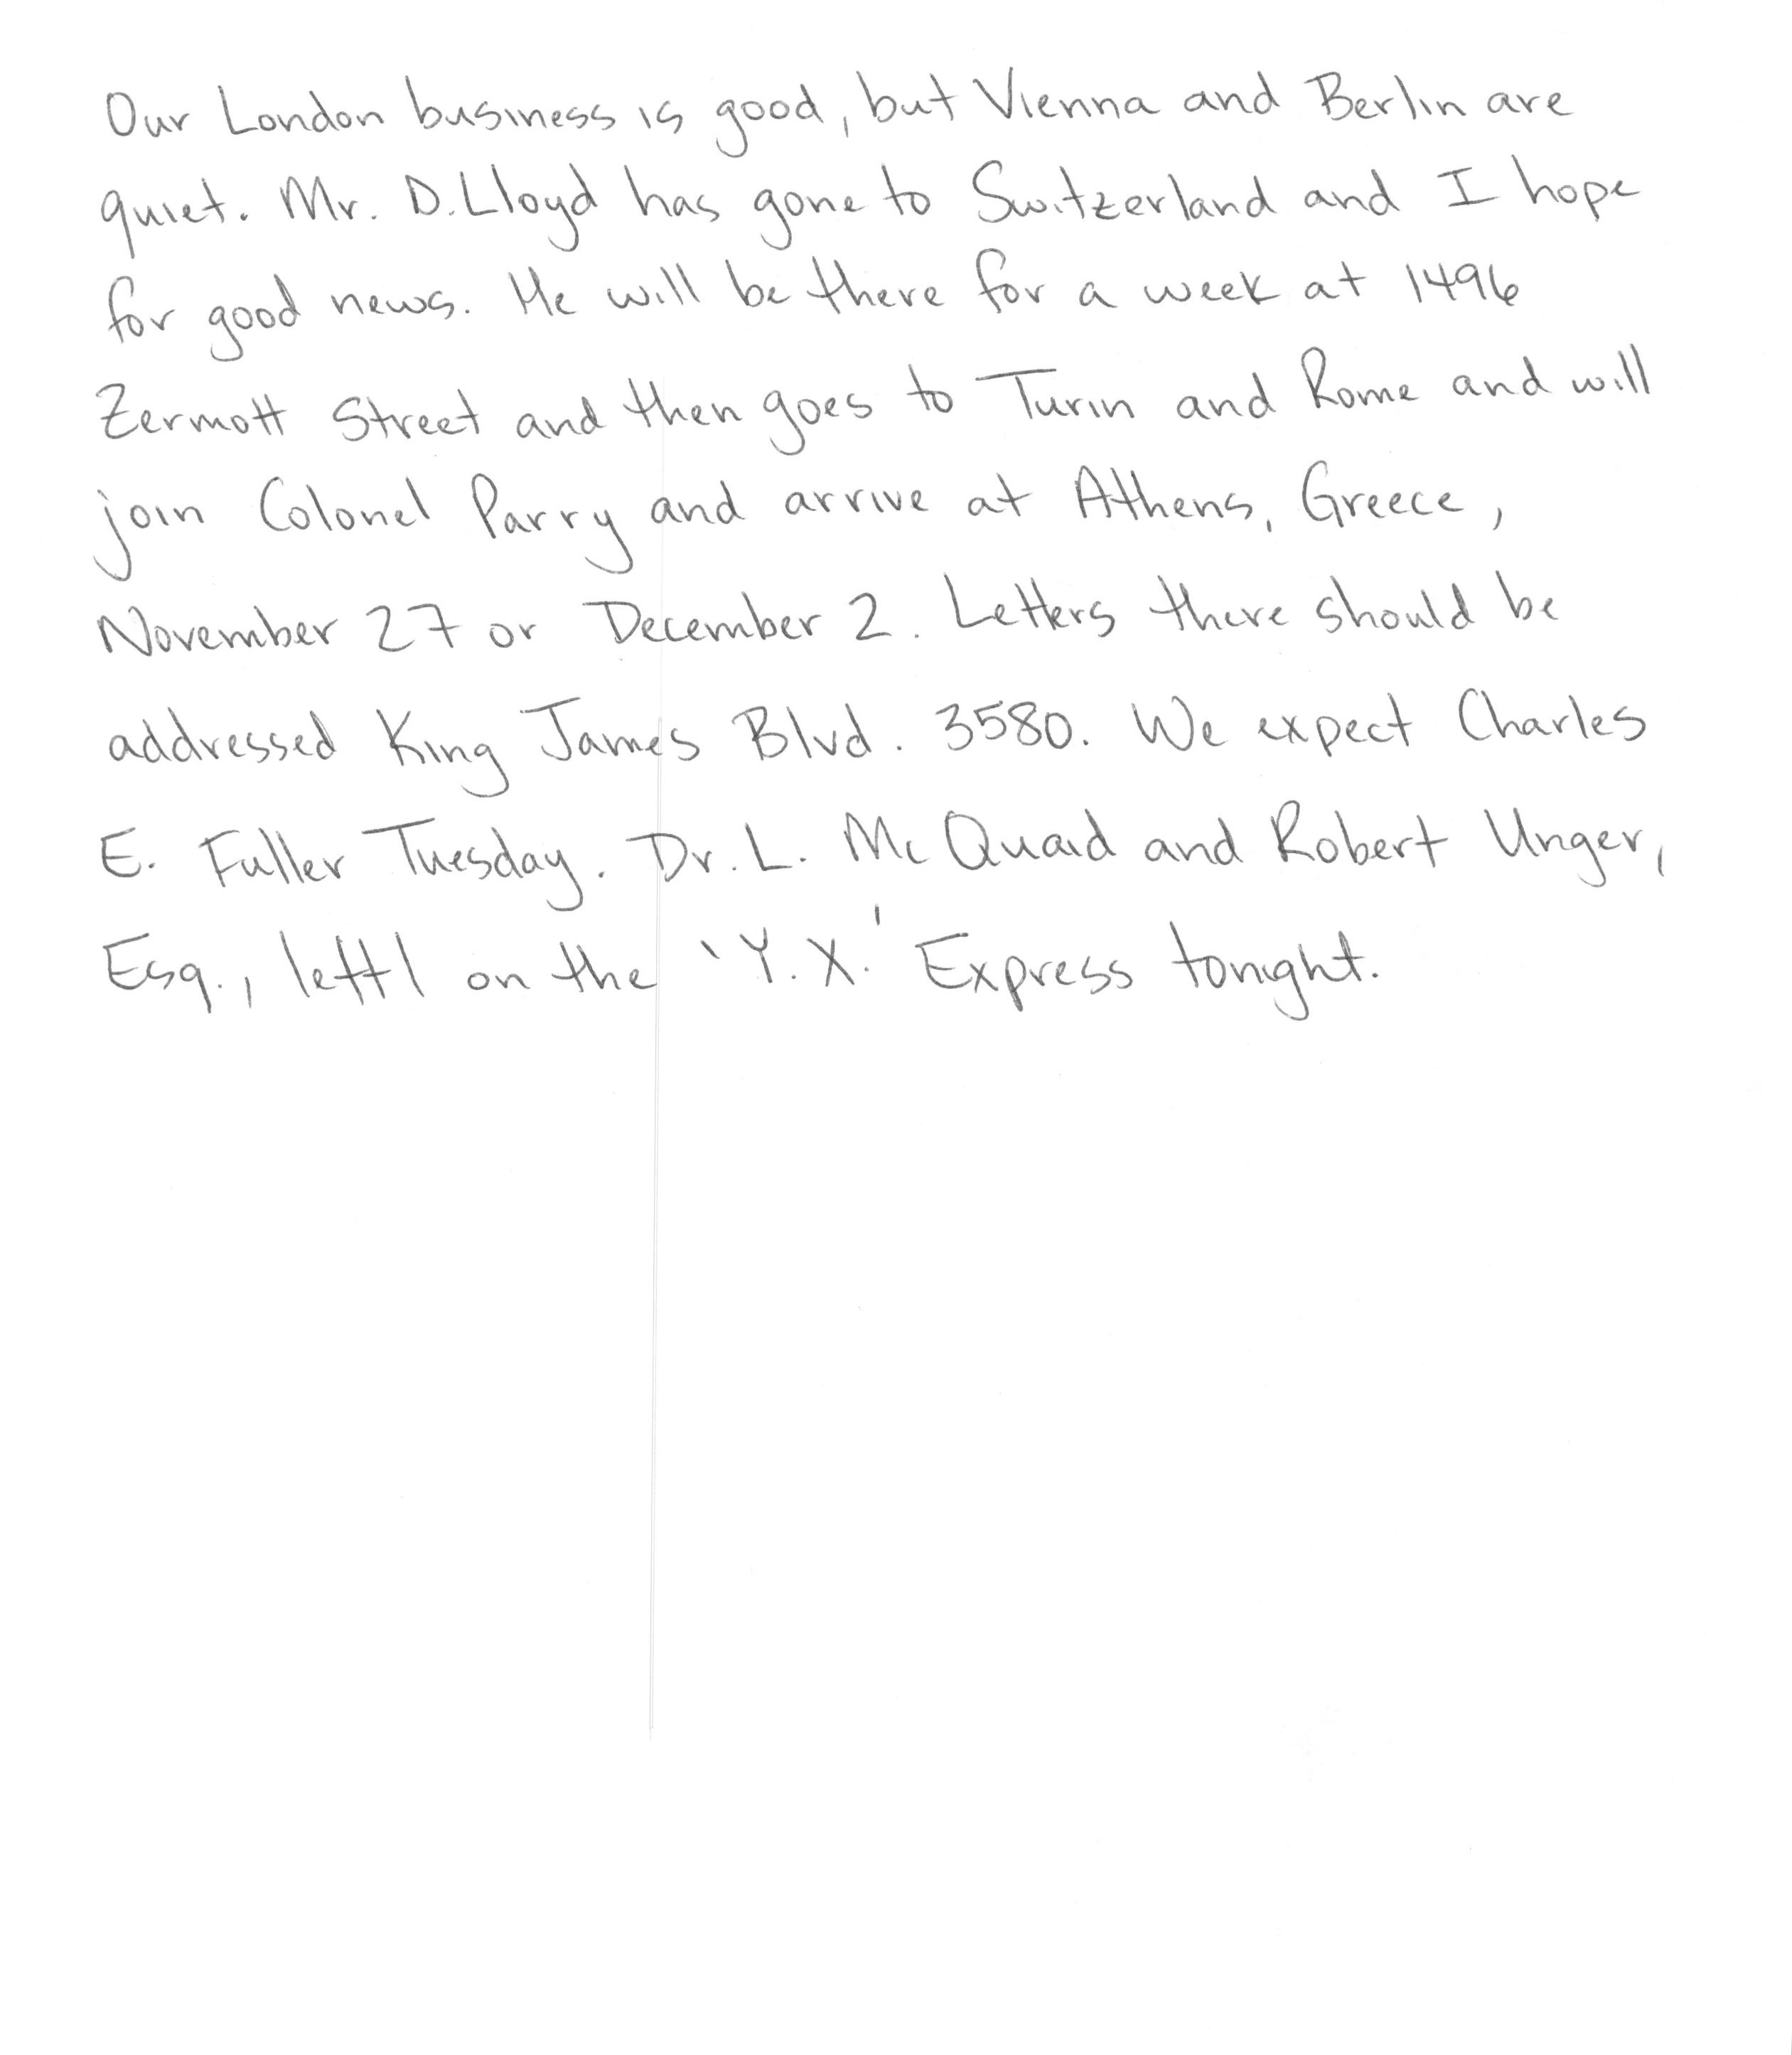 Our London business is good, but Vienna and Berlin are
quiet. Mr. D. Lloyd has gone to Switzerland and I hope
for good news. He will be there for a week at 1496
Zermott Street and then goes to Turin and Rome and will
join Colonel Parry and arrive at Athens, Greece,
November 27 or December 2. Letters there should be
addressed King James Blvd. 3580. We expect Charles
E. Fuller Tuesday. Dr. L. McQuaid and Robert Unger,
Esq., lettl on the 'Y.X.' Express tonight.